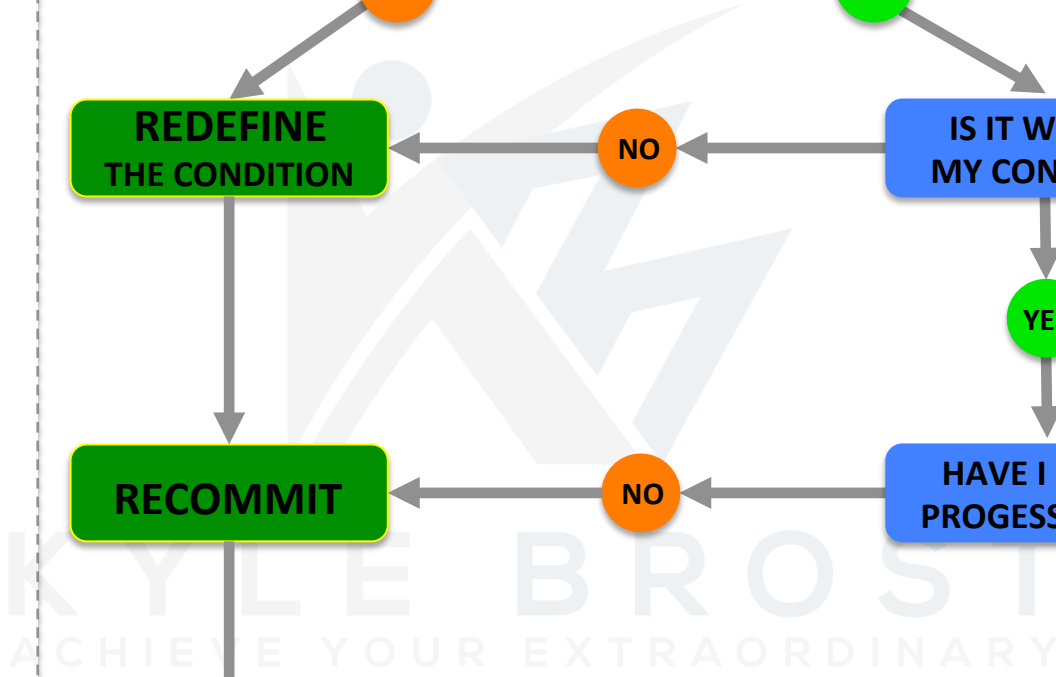 REDEFINE
THE CONDITION
NO
IS IT W
MY CON
YE
RECOMMIT
NO
HAVE I
PROGESS
KYLE BROST
ACHIEVE YOUR EXTRAORDINARY